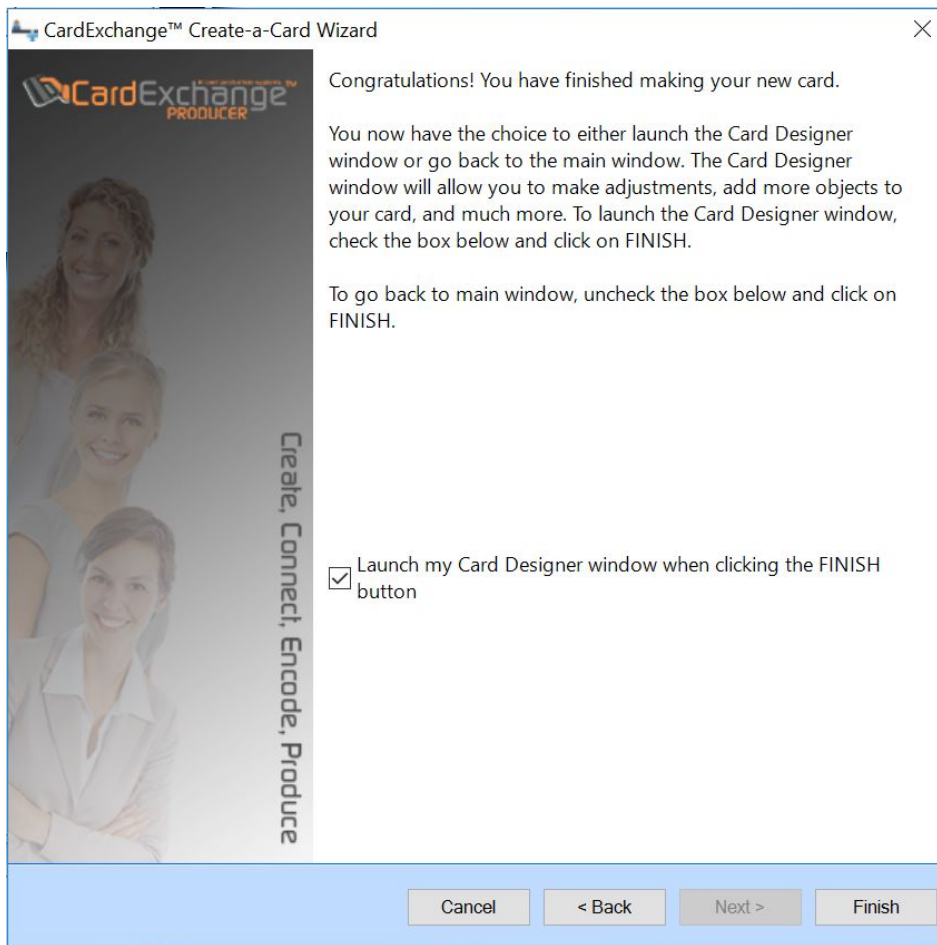 CardExchange™ Create-a-Card Wizard
CardExchange™
PRODUCER
Congratulations! You have finished making your new card.
You now have the choice to either launch the Card Designer
window or go back to the main window. The Card Designer
window will allow you to make adjustments, add more objects to
your card, and much more. To launch the Card Designer window,
check the box below and click on FINISH.
To go back to main window, uncheck the box below and click on
FINISH.
Create, Connect, Encode, Produce
Launch my Card Designer window when clicking the FINISH
button
Cancel
< Back
Next >
Finish